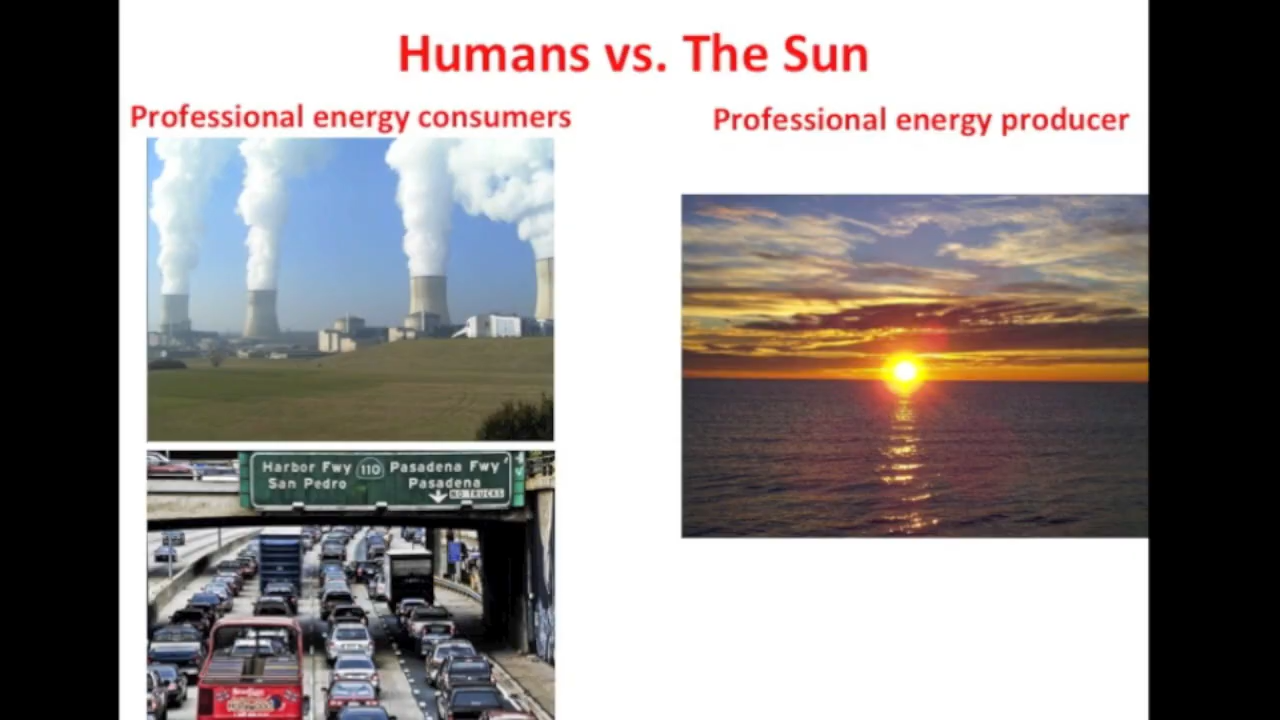 Humans vs. The Sun
Professional energy consumers
Professional energy producer
Harbor Fwy 110 Pasadena Fwy
San Pedro Pasadena
NO TRUCKS